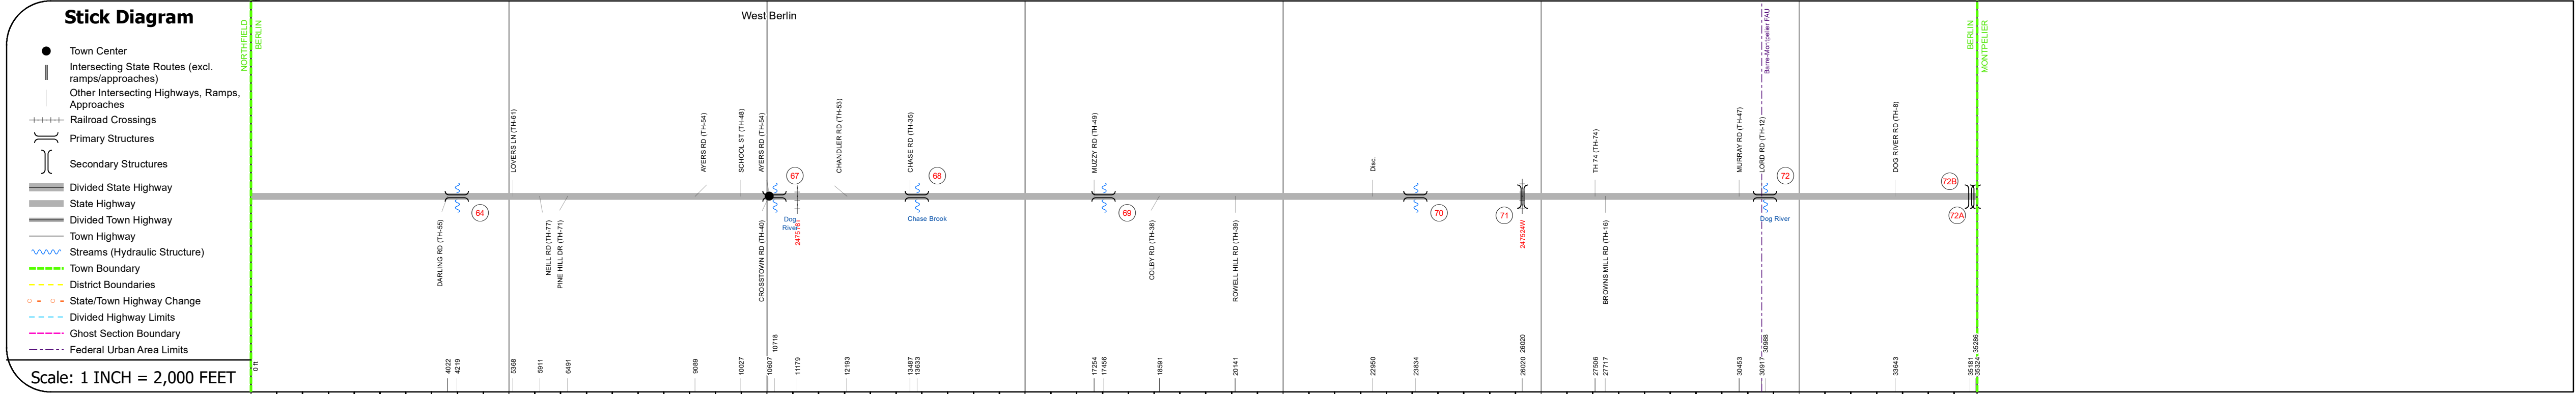 Stick Diagram
Town Center
Intersecting State Routes (excl.
ramps/approaches)
Other Intersecting Highways, Ramps,
Approaches
Railroad Crossings
Primary Structures
Secondary Structures
Divided State Highway
State Highway
Divided Town Highway
Town Highway
Streams (Hydraulic Structure)
Town Boundary
District Boundaries
State/Town Highway Change
Divided Highway Limits
Ghost Section Boundary
Federal Urban Area Limits
Scale: 1 INCH = 2,000 FEET
NORTHFIELD
BERLIN
West Berlin
Barre-Montpelier FAU
BERLIN
MONTPELIER
LOVERS LN (TH-61)
AYERS RD (TH-54)
SCHOOL ST (TH-48)
AYERS RD (TH-54)
CHANDLER RD (TH-53)
CHASE RD (TH-35)
MUZZY RD (TH-49)
Disc.
TH 74 (TH-74)
MURRAY RD (TH-47)
LORD RD (TH-12)
DOG RIVER RD (TH-8)
64
67
68
69
70
71
72
72B
72A
Dog
River
247516T
Chase Brook
247524W
Dog River
DARLING RD (TH-55)
NEILL RD (TH-77)
PINE HILL DR (TH-71)
CROSSTOWN RD (TH-40)
COLBY RD (TH-38)
ROWELL HILL RD (TH-39)
BROWNS MILL RD (TH-16)
0 ft
4022
4219
5368
5911
6491
9089
10027
10607
10718
11179
12193
13487
13633
17254
17456
18591
20141
22950
23834
26020
26020
27506
27717
30453
30917
30988
33643
35181
35324
35286